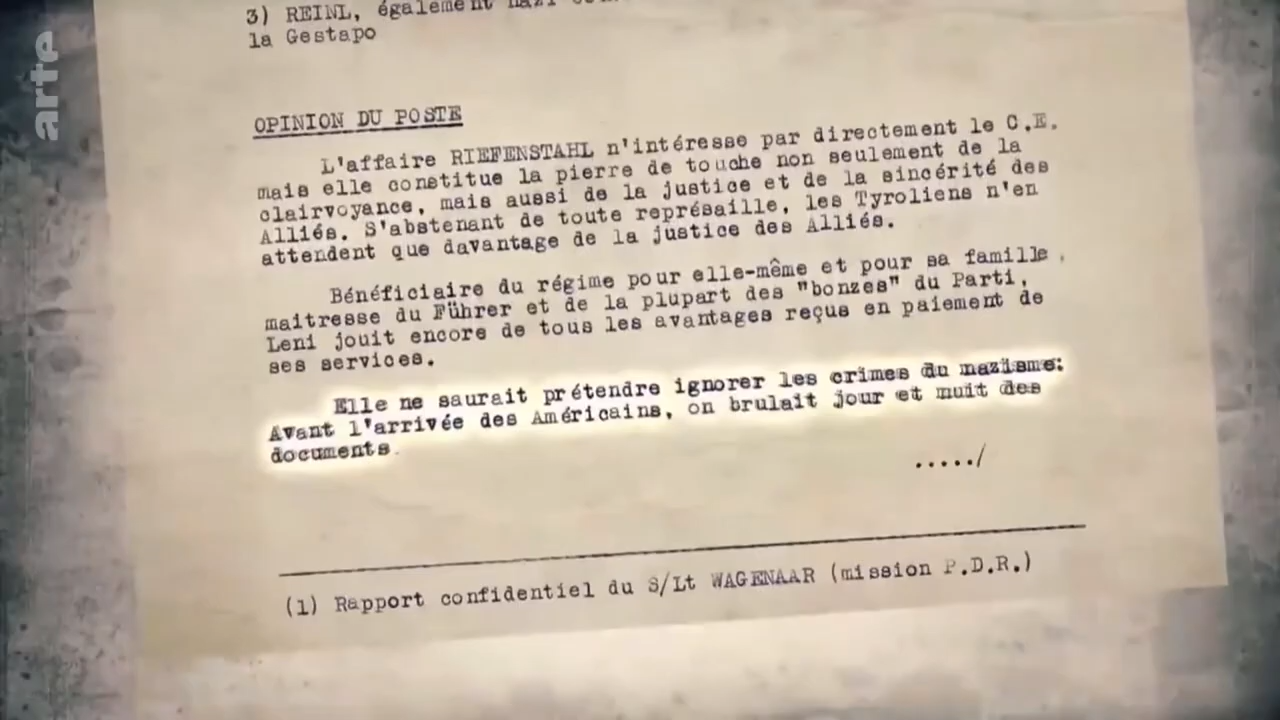 arte
3) REINL, également nazi
la Gestapo
OPINION DU POSTE
L'affaire RIEFENSTAHL n'intéresse par directement le C.E.
mais elle constitue la pierre de touche non seulement de la
clairvoyance, mais aussi de la justice et de la sincérité des
Alliés. S'abstenant de toute représaille, les Tyroliens n'en
attendent que davantage de la justice des Alliés.
Bénéficiaire du régime pour elle-même et pour sa famille,
maitresse du Führer et de la plupart des "bonzes" du Parti,
Leni jouit encore de tous les avantages reçus en paiement de
ses services.
Elle ne saurait prétendre ignorer les crimes du nazisme:
Avant l'arrivée des Américains, on brulait jour et nuit des
documents.
...../
(1) Rapport confidentiel du S/Lt WAGENAAR (mission P.D.R.)